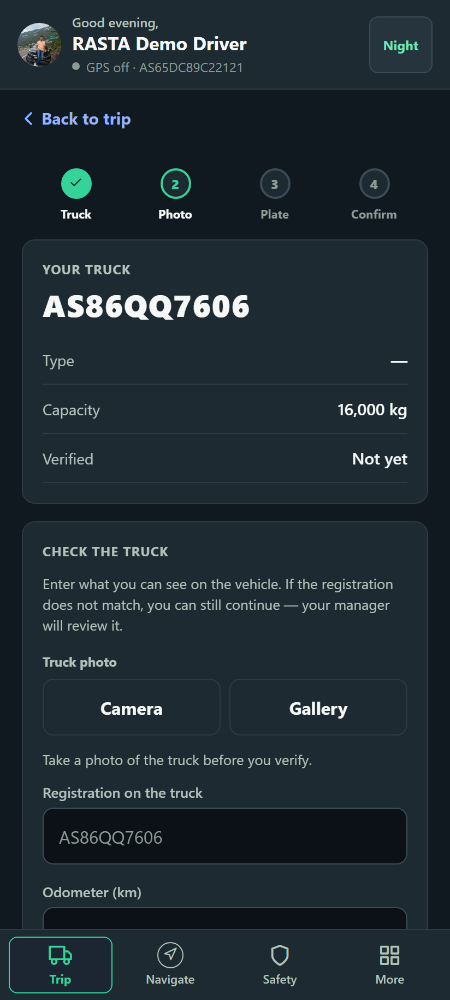 Good evening,
RASTA Demo Driver
GPS off · AS65DC89C22121
Night
Back to trip
2
3
4
Truck
Photo
Plate
Confirm
YOUR TRUCK
AS86QQ7606
Type
—
Capacity
16,000 kg
Verified
Not yet
CHECK THE TRUCK
Enter what you can see on the vehicle. If the registration
does not match, you can still continue — your manager
will review it.
Truck photo
Camera
Gallery
Take a photo of the truck before you verify.
Registration on the truck
AS86QQ7606
Odometer (km)
Trip
Navigate
Safety
More